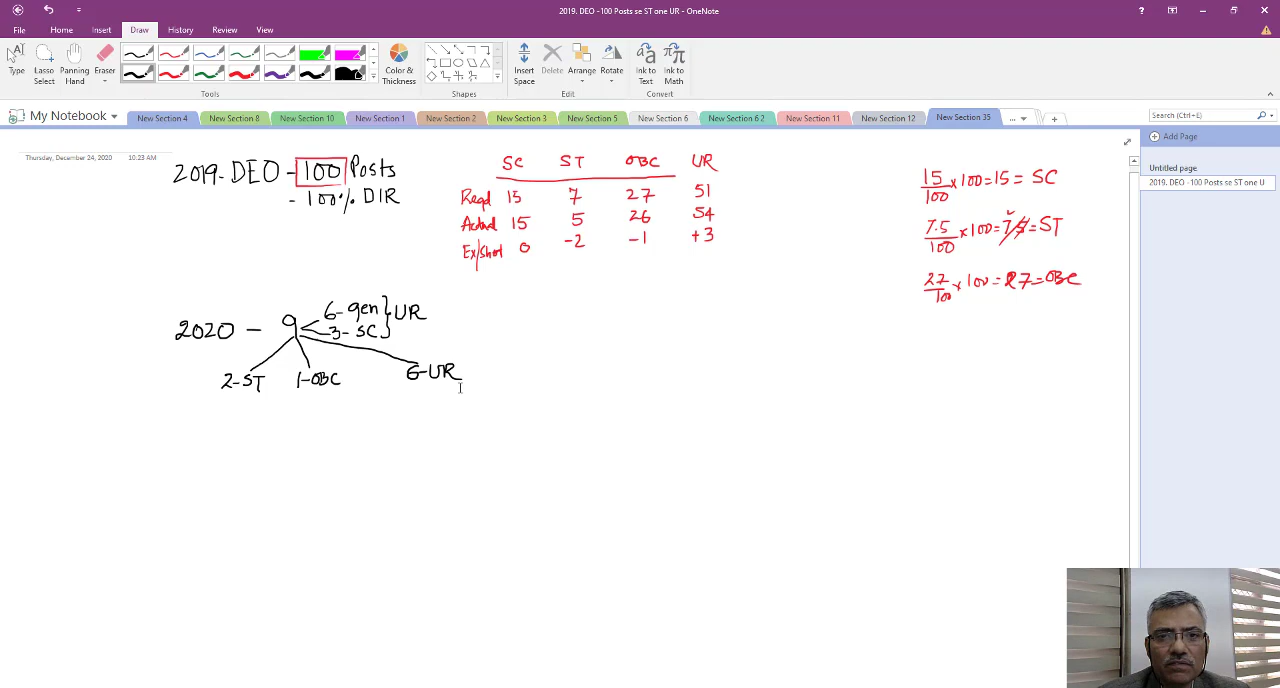 2019. DEO -100 Posts se ST one UR - OneNote
File Home Insert Draw History Review View
Type Lasso Select Panning Hand Eraser Color & Thickness Insert Space Delete Arrange Rotate Ink to Text Ink to Math
Tools Shapes Edit Convert
My Notebook New Section 4 New Section 8 New Section 10 New Section 1 New Section 2 New Section 3 New Section 5 New Section 6 New Section 6 2 New Section 11 New Section 12 New Section 35 ... Search (Ctrl+E)
Add Page
Untitled page
2019. DEO -100 Posts se ST one U
Thursday, December 24, 2020 10:23 AM
2019-DEO-100 Posts
- 100% DIR
SC ST OBC UR
Reqd 15 7 27 51
Actual 15 5 26 54
Ex/Short 0 -2 -1 +3
15/100 x 100 = 15 = SC
7.5/100 x 100 = 7.5 = ST
27/100 x 100 = 27 = OBC
2020 - 9
6-gen
3-SC
UR
2-ST 1-OBC 6-UR